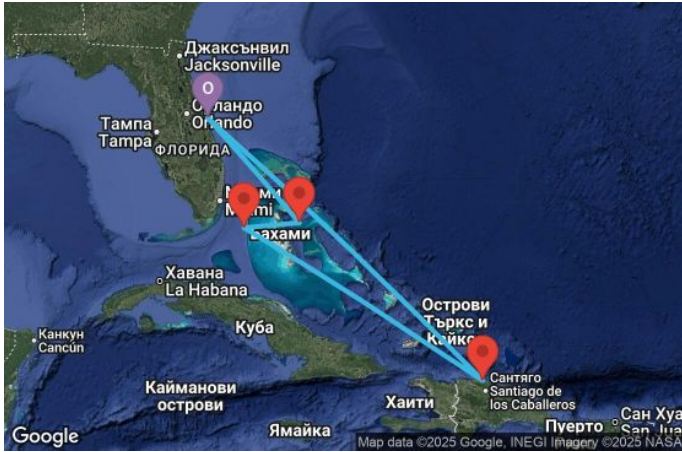 Джаксънвил
Jacksonville
O
Орландо
Orlando
Тампа
Tampa
ФЛОРИДА
Маями
Miami
Бахами
Хавана
La Habana
Куба
Канкун
Cancún
Острови
Търкс и
Кайкос
Кайманови
острови
Хаити
Сантяго
Santiago de
los Caballeros
Ямайка
Пуерто
Сан Хуа
San Jua
Google
Map data ©2025 Google, INEGI Imagery ©2025 NASA